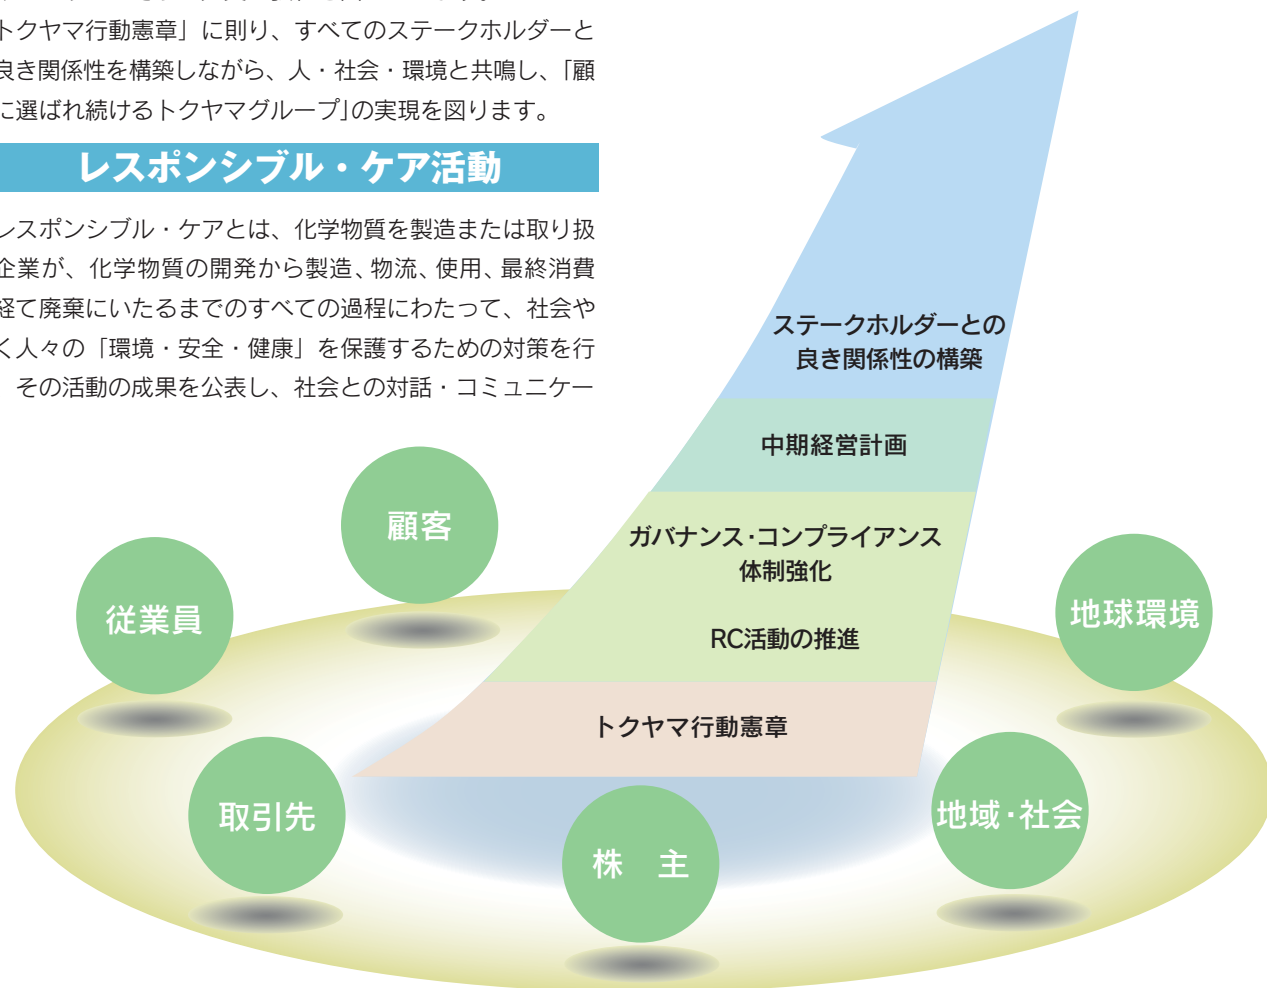 トクヤマ行動憲章」に則り、すべてのステークホルダーと
良き関係性を構築しながら、人・社会・環境と共鳴し、「顧
に選ばれ続けるトクヤマグループ」の実現を図ります。
レスポンシブル・ケア活動
レスポンシブル・ケアとは、化学物質を製造または取り扱
企業が、化学物質の開発から製造、物流、使用、最終消費
経て廃棄にいたるまでのすべての過程にわたって、社会や
く人々の「環境・安全・健康」を保護するための対策を行
その活動の成果を公表し、社会との対話・コミュニケー
ステークホルダーとの
良き関係性の構築
中期経営計画
ガバナンス・コンプライアンス
体制強化
RC活動の推進
トクヤマ行動憲章
顧客
従業員
地球環境
取引先
株　主
地域・社会